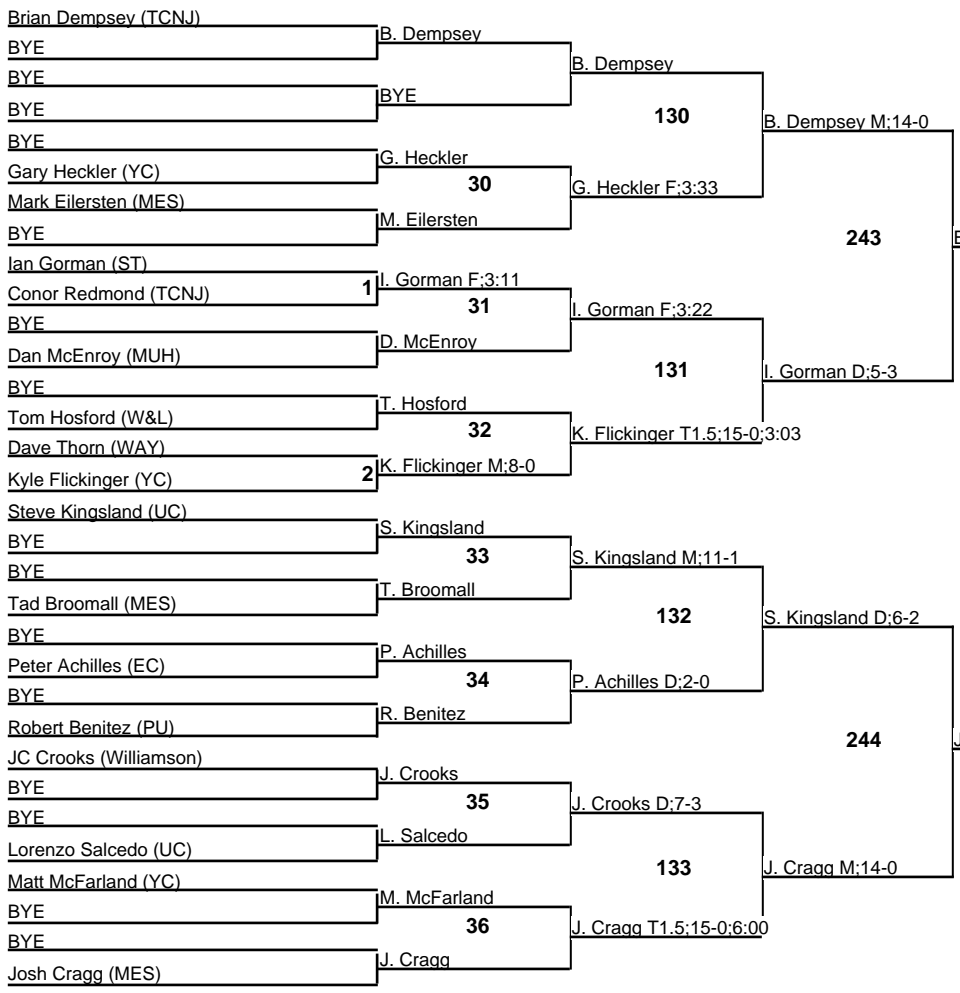 Brian Dempsey (TCNJ)
BYE
BYE
BYE
BYE
Gary Heckler (YC)
Mark Eilersten (MES)
BYE
Ian Gorman (ST)
Conor Redmond (TCNJ)
BYE
Dan McEnroy (MUH)
BYE
Tom Hosford (W&L)
Dave Thorn (WAY)
Kyle Flickinger (YC)
Steve Kingsland (UC)
BYE
BYE
Tad Broomall (MES)
BYE
Peter Achilles (EC)
BYE
Robert Benitez (PU)
JC Crooks (Williamson)
BYE
BYE
Lorenzo Salcedo (UC)
Matt McFarland (YC)
BYE
BYE
Josh Cragg (MES)
B. Dempsey
BYE
G. Heckler
30
M. Eilersten
1
I. Gorman F;3:11
31
D. McEnroy
T. Hosford
32
2
K. Flickinger M;8-0
S. Kingsland
33
T. Broomall
P. Achilles
34
R. Benitez
J. Crooks
35
L. Salcedo
M. McFarland
36
J. Cragg
B. Dempsey
130
G. Heckler F;3:33
I. Gorman F;3:22
131
K. Flickinger T1.5;15-0;3:03
S. Kingsland M;11-1
132
P. Achilles D;2-0
J. Crooks D;7-3
133
J. Cragg T1.5;15-0;6:00
B. Dempsey M;14-0
243
I. Gorman D;5-3
S. Kingsland D;6-2
244
J. Cragg M;14-0